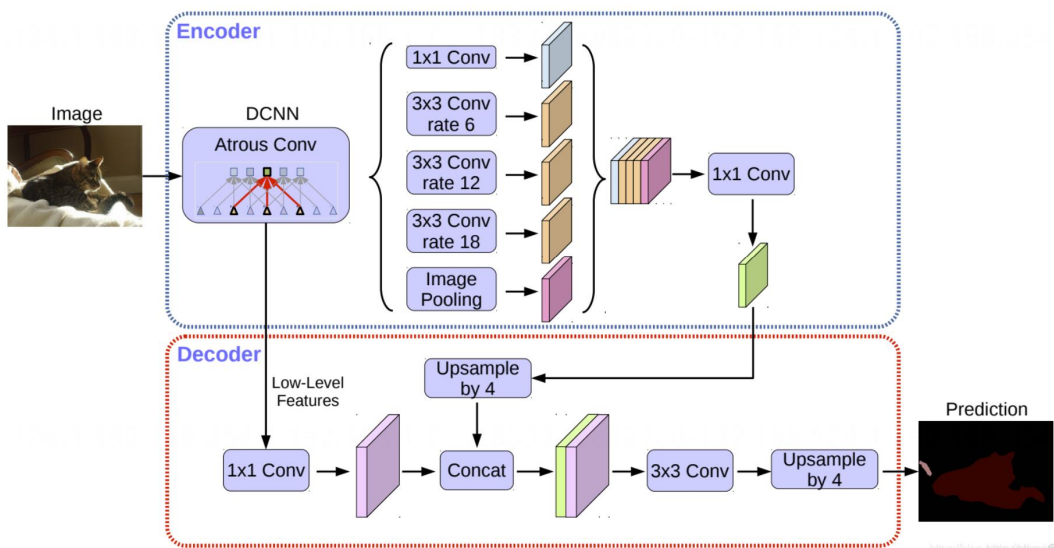 Encoder
Image
DCNN
Atrous Conv
1x1 Conv
3x3 Conv
rate 6
3x3 Conv
rate 12
3x3 Conv
rate 18
Image
Pooling
1x1 Conv
Decoder
Low-Level
Features
Upsample
by 4
1x1 Conv
Concat
3x3 Conv
Upsample
by 4
Prediction